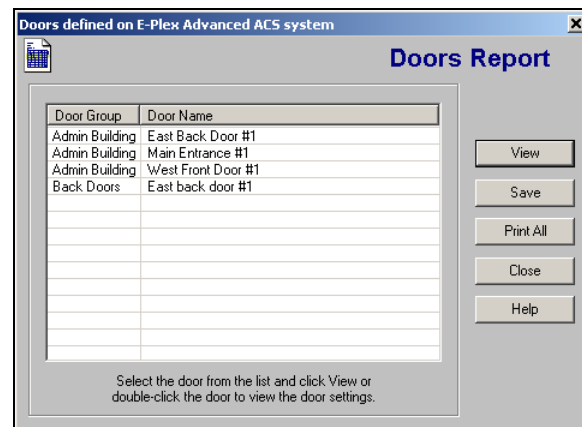 Doors defined on E-Plex Advanced ACS system
Doors Report
Door Group Door Name
Admin Building East Back Door #1
Admin Building Main Entrance #1
Admin Building West Front Door #1
Back Doors East back door #1
View
Save
Print All
Close
Help
Select the door from the list and click View or
double-click the door to view the door settings.